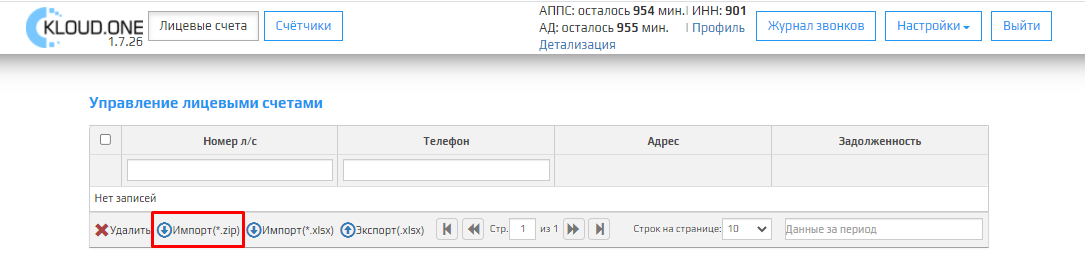 KLOUD.ONE
1.7.26
Лицевые счета
Счётчики
АППС: осталось 954 мин.| ИНН: 901
АД: осталось 955 мин. | Профиль
Детализация
Журнал звонков
Настройки
Выйти
Управление лицевыми счетами
Номер л/с Телефон Адрес Задолженность
Нет записей
Удалить Импорт(*.zip) Импорт(*.xlsx) Экспорт(.xlsx) Стр. 1 из 1 Строк на странице: 10 Данные за период